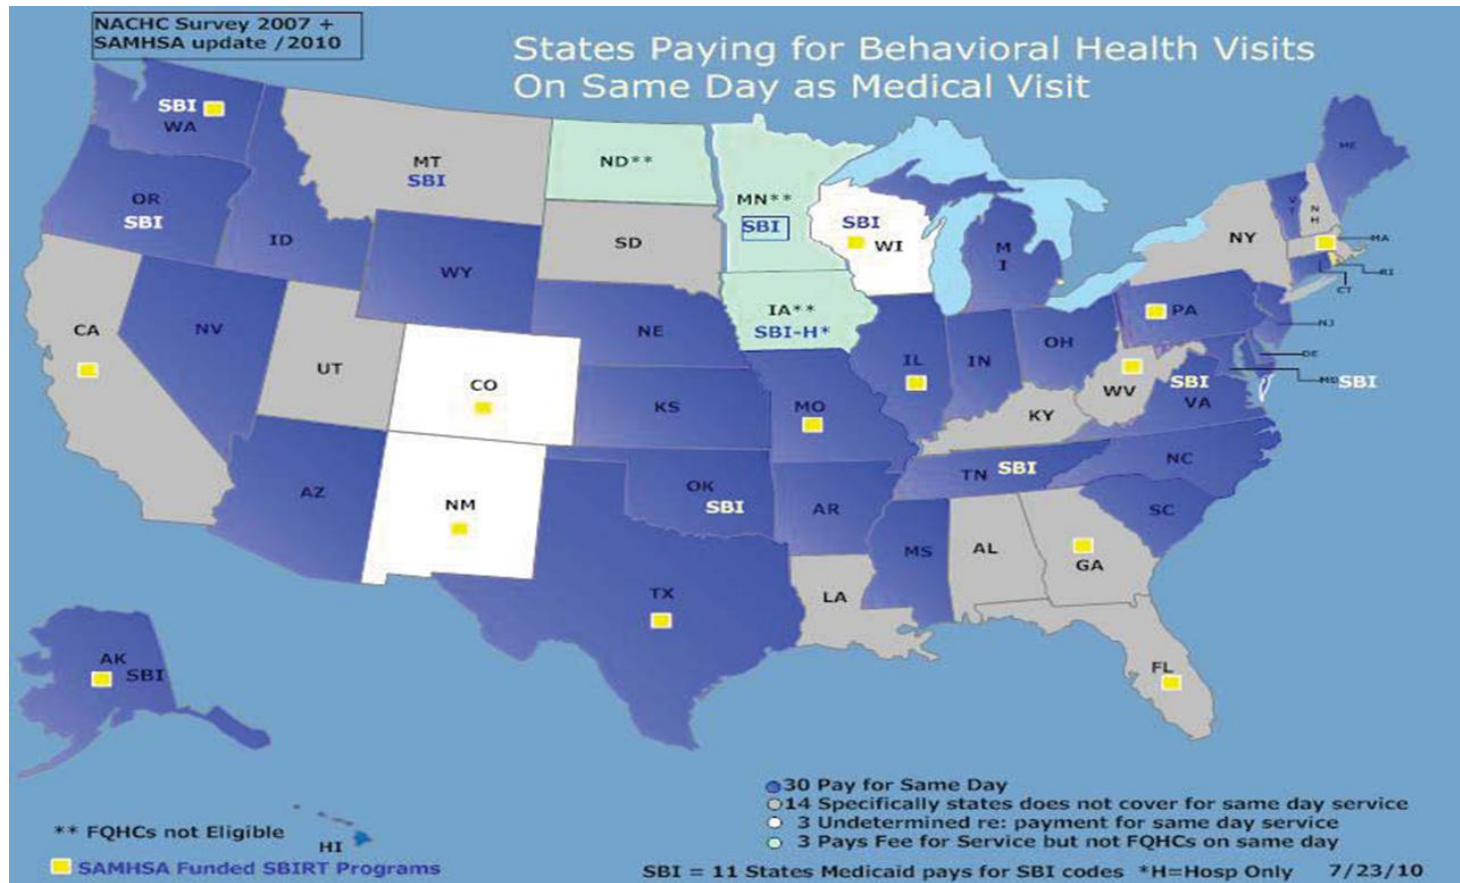 NACHC Survey 2007 +
SAMHSA update /2010
States Paying for Behavioral Health Visits
On Same Day as Medical Visit
SBI
WA
MT
SBI
ND**
MN**
SBI
SBI
WI
ME
OR
SBI
ID
WY
SD
M
I
NY
V
T
N
H
MA
RI
CT
CA
NV
UT
CO
NE
IA**
SBI-H*
IL
IN
OH
PA
NJ
DE
MD SBI
WV
SBI
VA
KS
MO
KY
AZ
NM
OK
SBI
AR
TN SBI
NC
SC
MS
AL
GA
TX
LA
FL
AK
SBI
HI
30 Pay for Same Day
14 Specifically states does not cover for same day service
3 Undetermined re: payment for same day service
3 Pays Fee for Service but not FQHCs on same day
** FQHCs not Eligible
SAMHSA Funded SBIRT Programs
SBI = 11 States Medicaid pays for SBI codes *H=Hosp Only 7/23/10